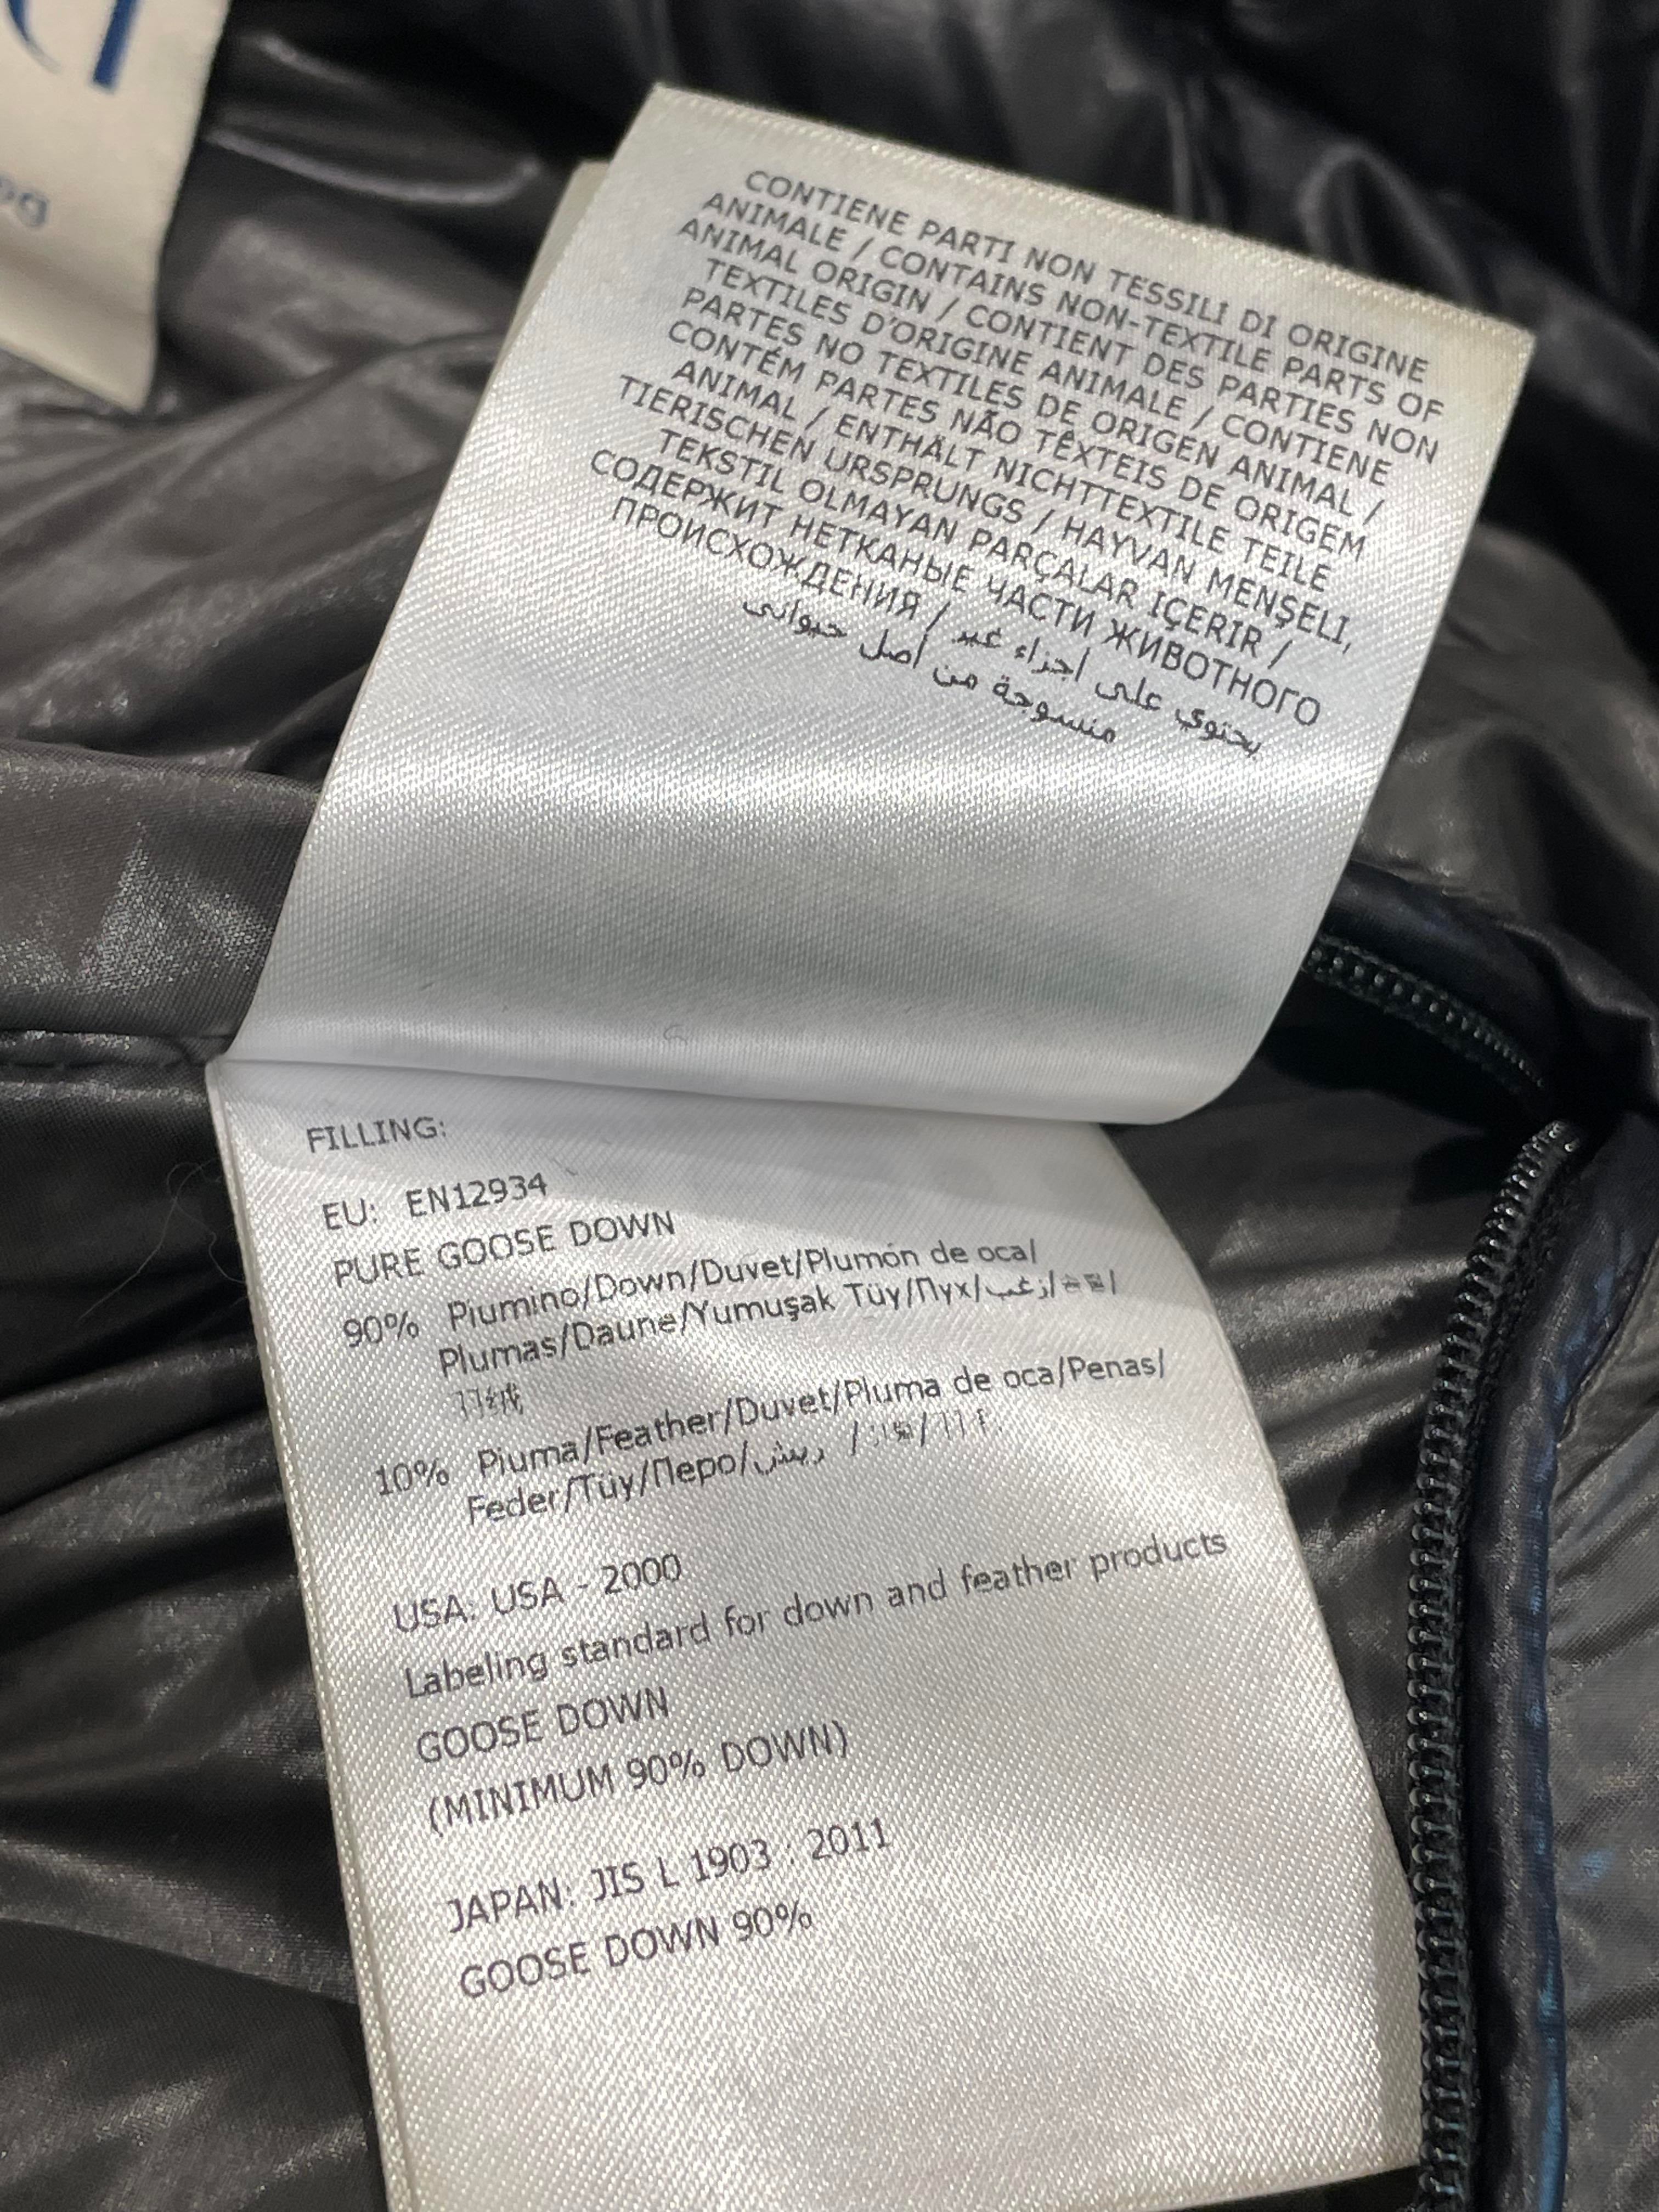 og
CONTIENE PARTI NON TESSILI DI ORIGINE
ANIMALE / CONTAINS NON-TEXTILE PARTS OF
ANIMAL ORIGIN / CONTIENT DES PARTIES NON
TEXTILES D'ORIGINE ANIMALE / CONTIENE
PARTES NO TEXTILES DE ORIGEN ANIMAL /
CONTÉM PARTES NÃO TÊXTEIS DE ORIGEM
ANIMAL / ENTHÄLT NICHTTEXTILE TEILE
TIERISCHEN URSPRUNGS / HAYVAN MENŞELI,
TEKSTIL OLMAYAN PARÇALAR IÇERIR /
СОДЕРЖИТ НЕТКАНЫЕ ЧАСТИ ЖИВОТНОГО
ПРОИСХОЖДЕНИЯ / يحتوي على أجزاء غير
منسوجة من أصل حيوانى
FILLING:
EU: EN12934
PURE GOOSE DOWN
90% Piumino/Down/Duvet/Plumón de oca/
Plumas/Daune/Yumuşak Tüy/Пух/زغب/
10% Piuma/Feather/Duvet/Pluma de oca/Penas/
Feder/Tüy/Перо/ريش /
USA: USA - 2000
Labeling standard for down and feather products
GOOSE DOWN
(MINIMUM 90% DOWN)
JAPAN: JIS L 1903 : 2011
GOOSE DOWN 90%